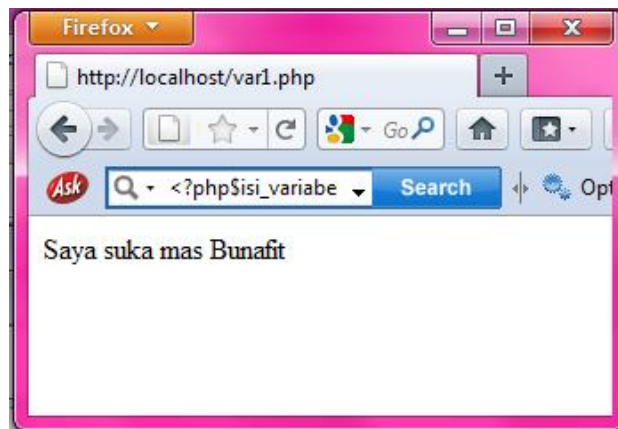 Firefox
http://localhost/var1.php
Go
Ask <?php$isi_variabe Search Opt
Saya suka mas Bunafit